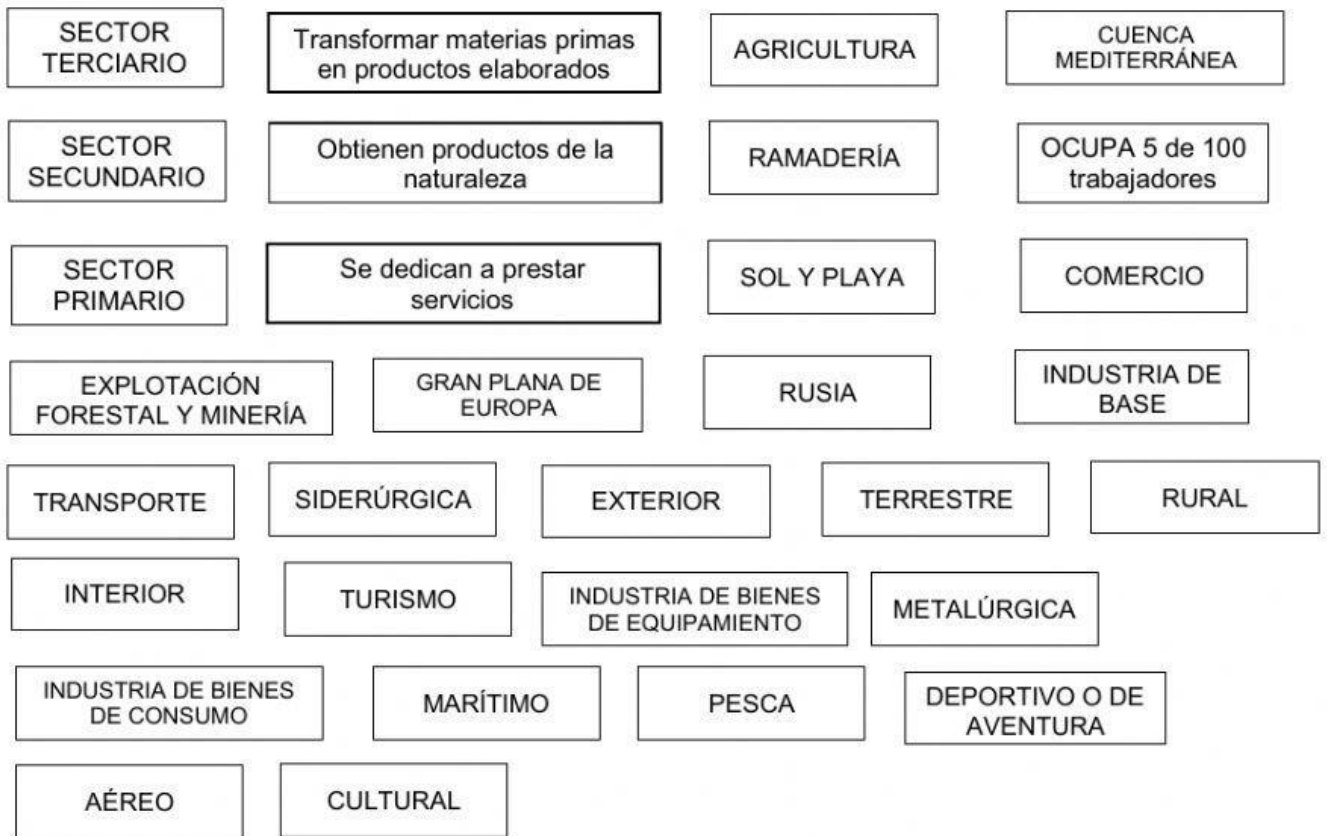 SECTOR
TERCIARIO
Transformar materias primas
en productos elaborados
AGRICULTURA
CUENCA
MEDITERRÁNEA
SECTOR
SECUNDARIO
Obtienen productos de la
naturaleza
RAMADERÍA
OCUPA 5 de 100
trabajadores
SECTOR
PRIMARIO
Se dedican a prestar
servicios
SOL Y PLAYA
COMERCIO
EXPLOTACIÓN
FORESTAL Y MINERÍA
GRAN PLANA DE
EUROPA
RUSIA
INDUSTRIA DE
BASE
TRANSPORTE
SIDERÚRGICA
EXTERIOR
TERRESTRE
RURAL
INTERIOR
TURISMO
INDUSTRIA DE BIENES
DE EQUIPAMIENTO
METALÚRGICA
INDUSTRIA DE BIENES
DE CONSUMO
MARÍTIMO
PESCA
DEPORTIVO O DE
AVENTURA
AÉREO
CULTURAL